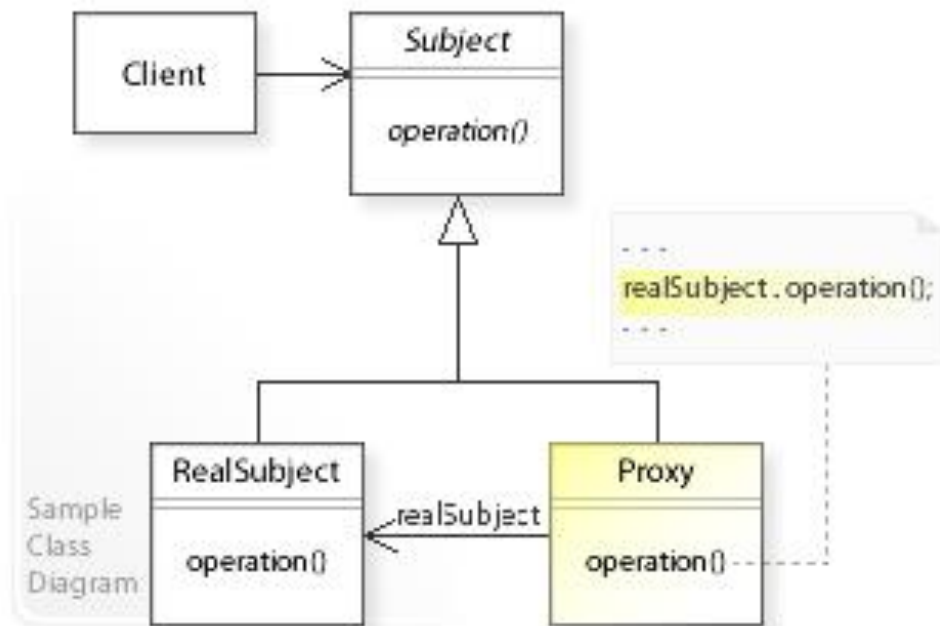 Client
Subject
operation()
- - -
realSubject.operation();
- - -
RealSubject
operation()
realSubject
Proxy
operation()
Sample
Class
Diagram